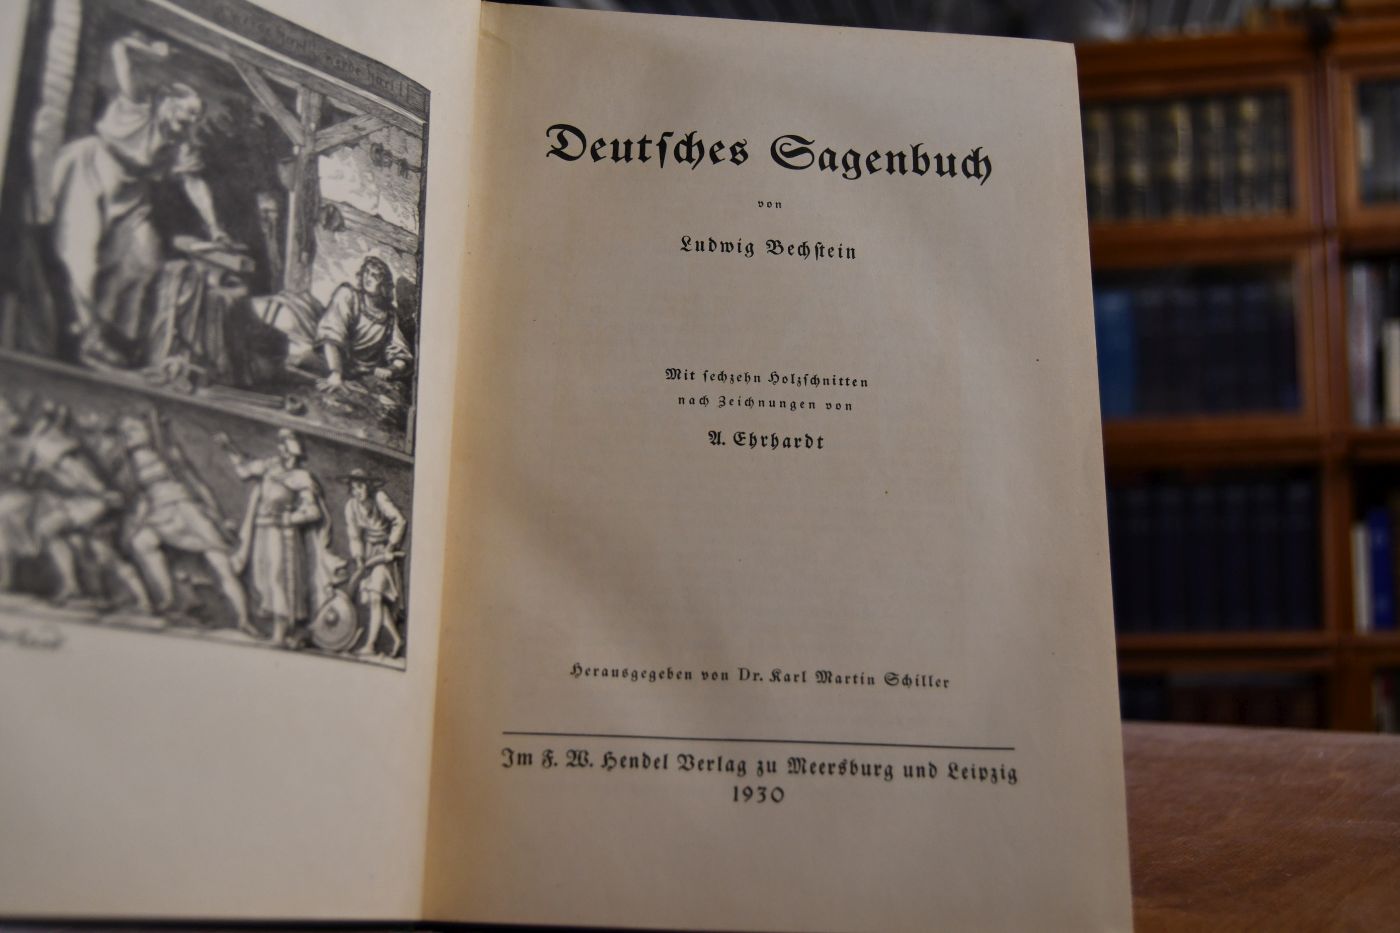 Deutſches Sagenbuch
von
Ludwig Bechſtein
Mit ſechzehn Holzſchnitten
nach Zeichnungen von
A. Ehrhardt
Herausgegeben von Dr. Karl Martin Schiller
Im F. W. Hendel Verlag zu Meersburg und Leipzig
1930